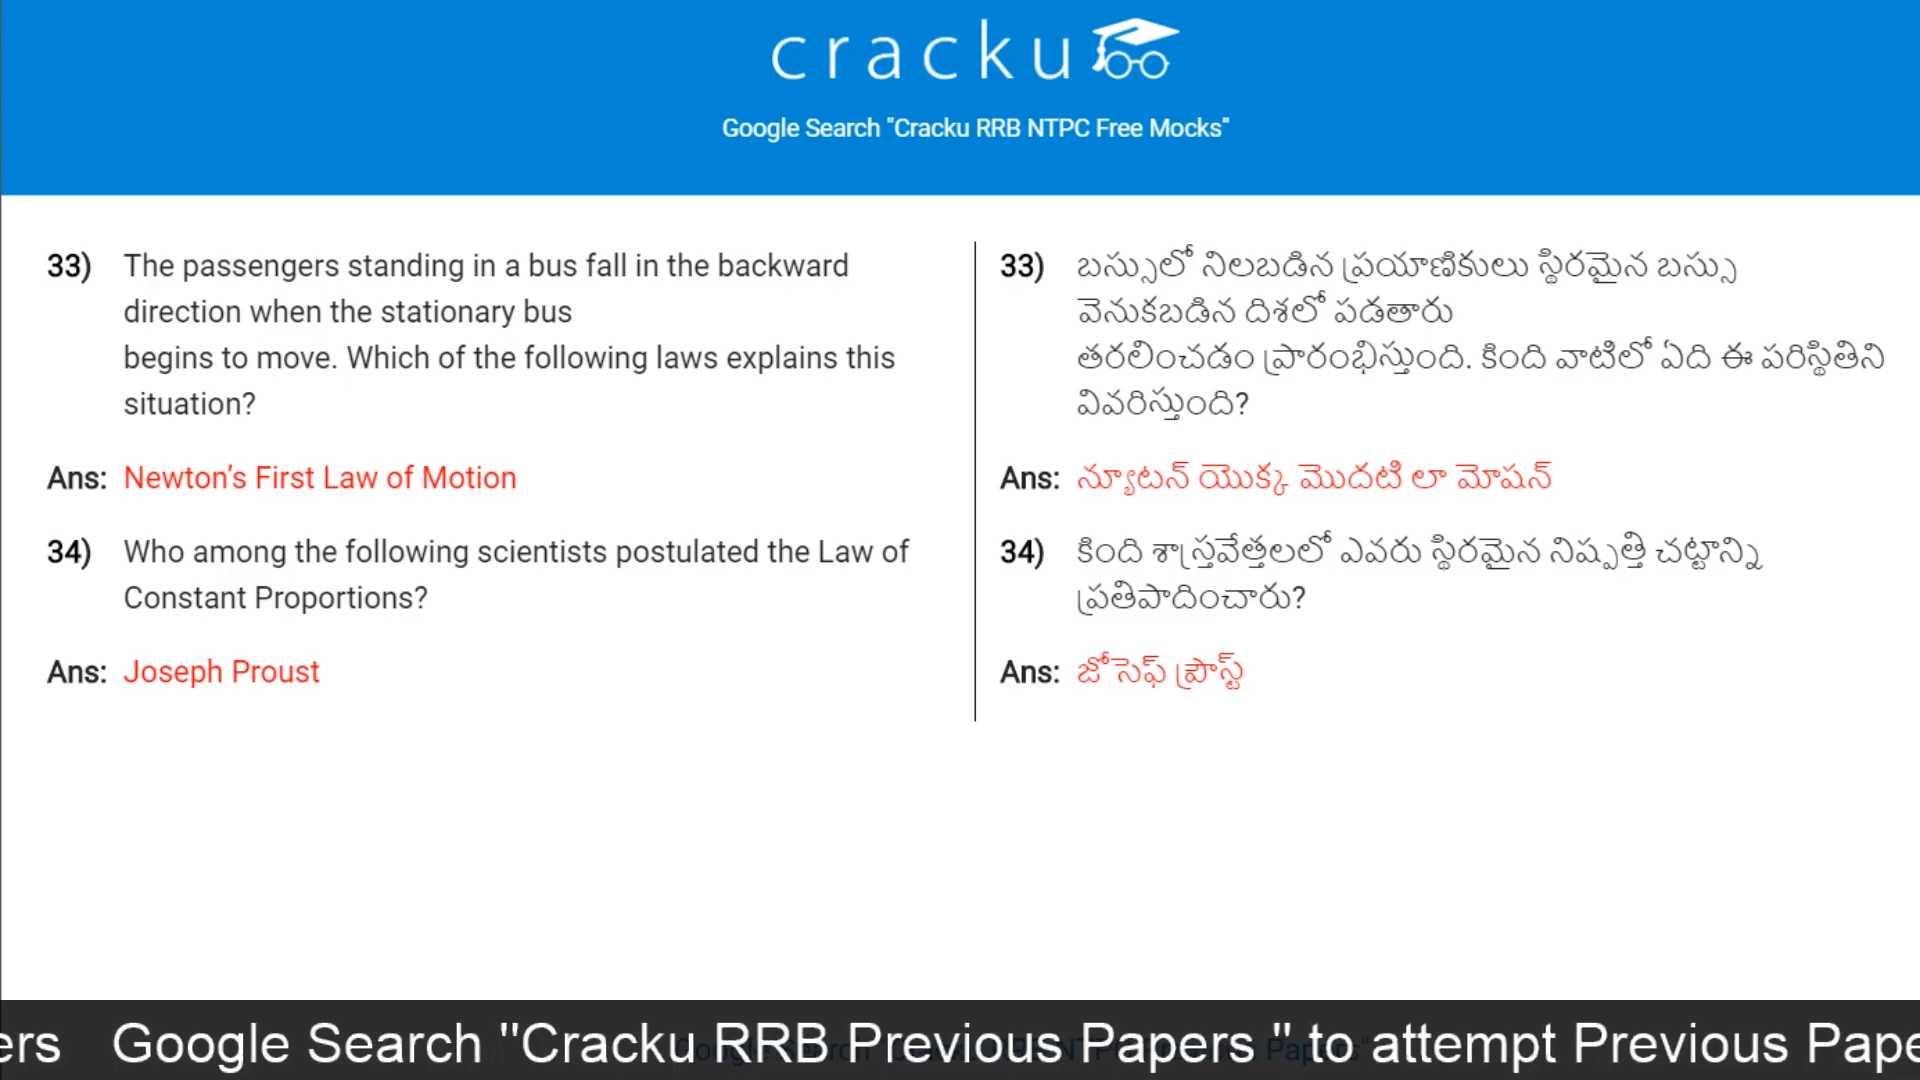 cracku
Google Search "Cracku RRB NTPC Free Mocks"
33) The passengers standing in a bus fall in the backward
direction when the stationary bus
begins to move. Which of the following laws explains this
situation?
Ans: Newton’s First Law of Motion
34) Who among the following scientists postulated the Law of
Constant Proportions?
Ans: Joseph Proust
33) బస్సులో నిలబడిన ప్రయాణికులు స్థిరమైన బస్సు
వెనుకబడిన దిశలో పడతారు
తరలించడం ప్రారంభిస్తుంది. కింది వాటిలో ఏది ఈ పరిస్థితిని
వివరిస్తుంది?
Ans: న్యూటన్ యొక్క మొదటి లా మోషన్
34) కింది శాస్త్రవేత్తలలో ఎవరు స్థిరమైన నిష్పత్తి చట్టాన్ని
ప్రతిపాదించారు?
Ans: జోసెఫ్ ప్రౌస్ట్
ers Google Search "Cracku RRB Previous Papers " to attempt Previous Pape